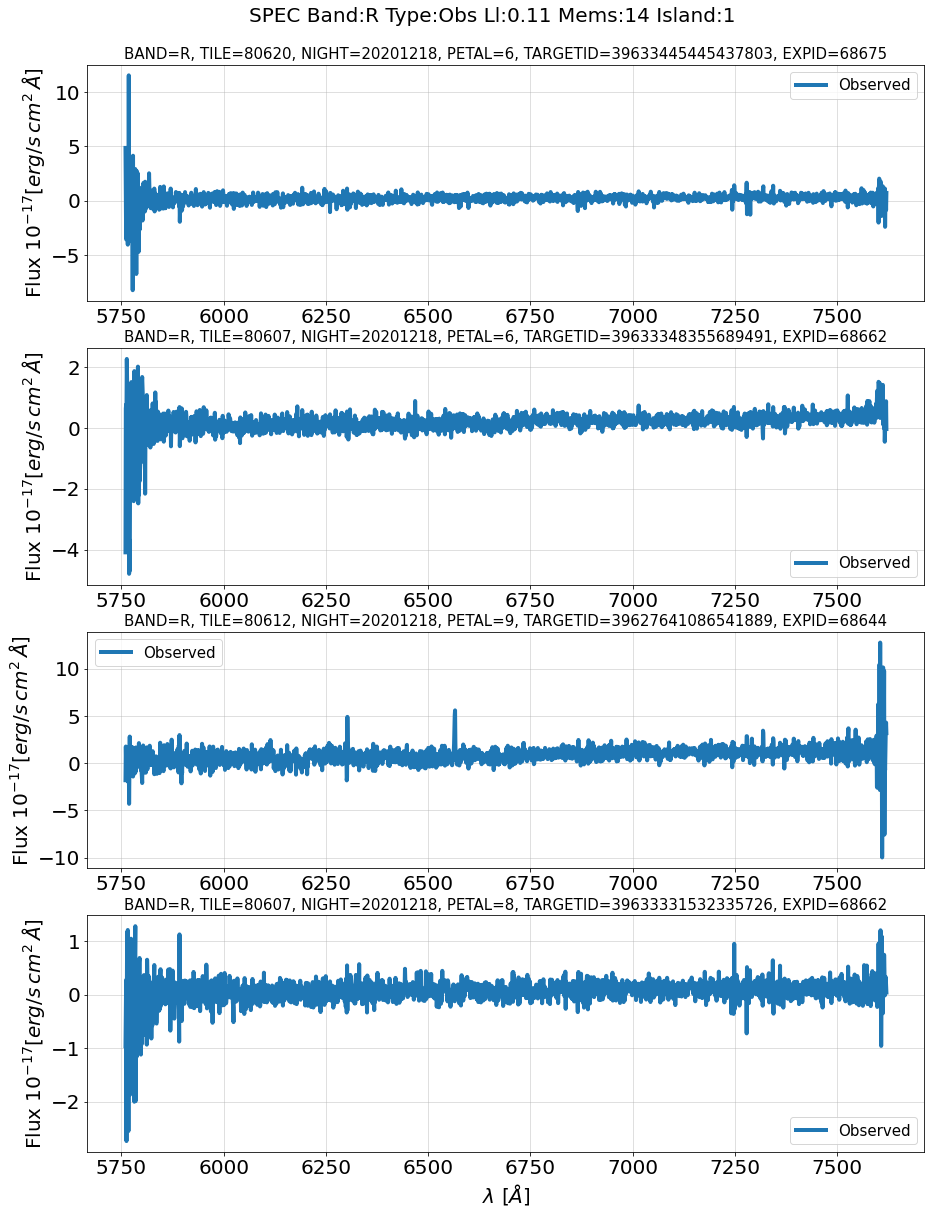 SPEC Band:R Type:Obs Ll:0.11 Mems:14 Island:1
BAND=R, TILE=80620, NIGHT=20201218, PETAL=6, TARGETID=39633445445437803, EXPID=68675
Flux 10^{-17}[erg/s cm^2 Å]
10
5
0
−5
Observed
5750 6000 6250 6500 6750 7000 7250 7500
BAND=R, TILE=80607, NIGHT=20201218, PETAL=6, TARGETID=39633348355689491, EXPID=68662
Flux 10^{-17}[erg/s cm^2 Å]
2
0
−2
−4
Observed
5750 6000 6250 6500 6750 7000 7250 7500
BAND=R, TILE=80612, NIGHT=20201218, PETAL=9, TARGETID=39627641086541889, EXPID=68644
Flux 10^{-17}[erg/s cm^2 Å]
Observed
10
5
0
−5
−10
5750 6000 6250 6500 6750 7000 7250 7500
BAND=R, TILE=80607, NIGHT=20201218, PETAL=8, TARGETID=39633331532335726, EXPID=68662
Flux 10^{-17}[erg/s cm^2 Å]
1
0
−1
−2
Observed
5750 6000 6250 6500 6750 7000 7250 7500
λ [Å]